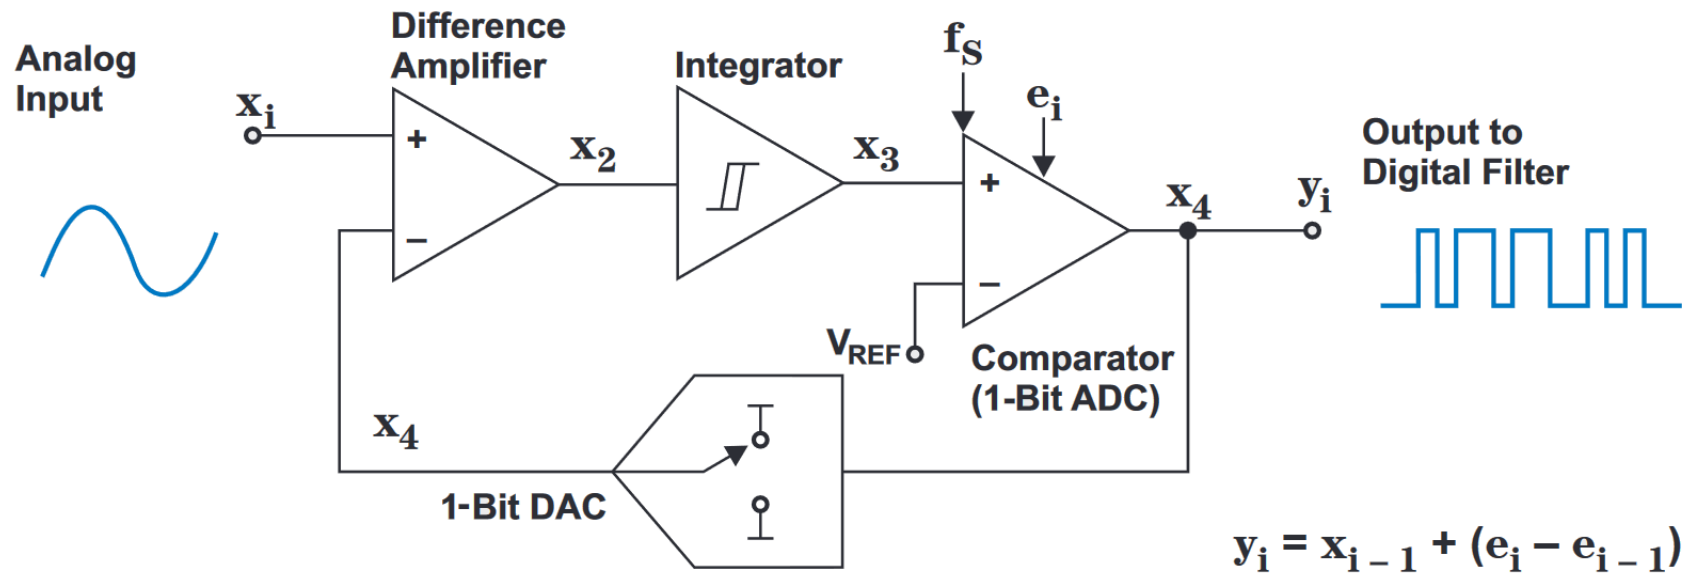 Analog
Input
xi
Difference
Amplifier
+
−
x2
Integrator
x3
fS
ei
+
−
VREF
Comparator
(1-Bit ADC)
x4
yi
Output to
Digital Filter
x4
1-Bit DAC
yi = xi − 1 + (ei − ei − 1)